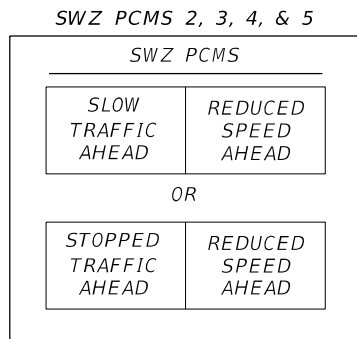 SWZ PCMS 2, 3, 4, & 5
SWZ PCMS
SLOW
TRAFFIC
AHEAD
REDUCED
SPEED
AHEAD
OR
STOPPED
TRAFFIC
AHEAD
REDUCED
SPEED
AHEAD